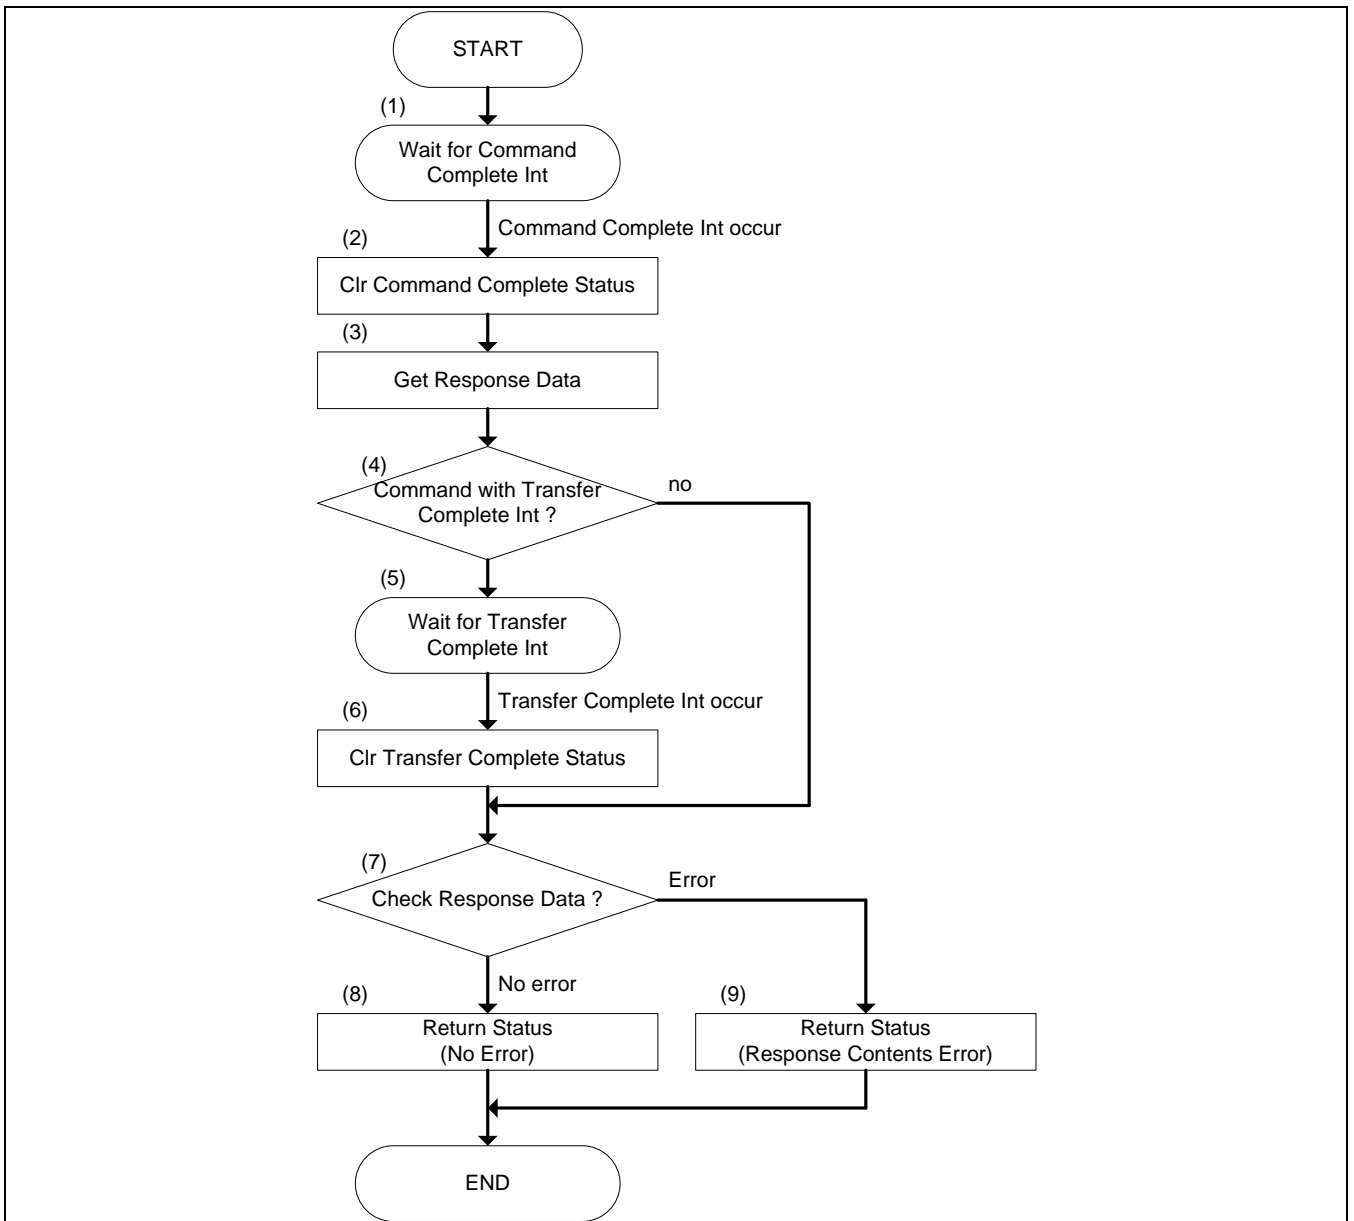 START
(1)
Wait for Command
Complete Int
Command Complete Int occur
(2)
Clr Command Complete Status
(3)
Get Response Data
(4)
Command with Transfer
Complete Int ?
no
(5)
Wait for Transfer
Complete Int
Transfer Complete Int occur
(6)
Clr Transfer Complete Status
(7)
Check Response Data ?
Error
No error
(8)
Return Status
(No Error)
(9)
Return Status
(Response Contents Error)
END